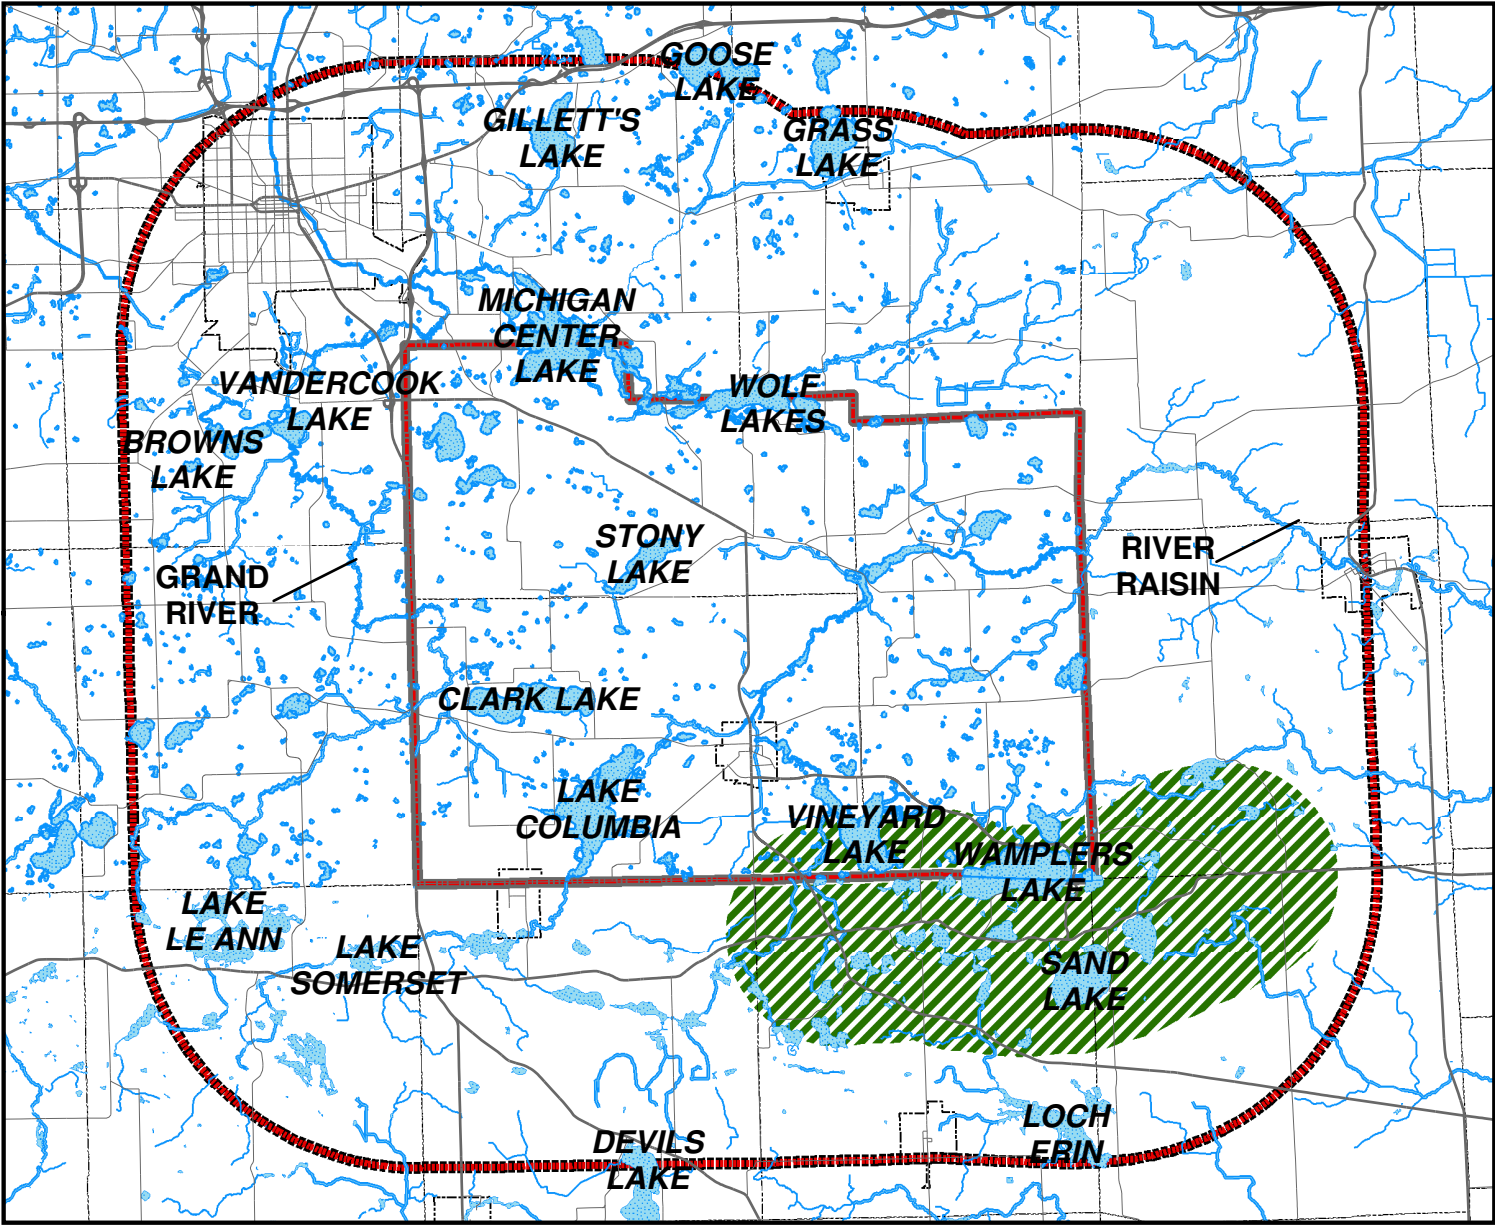 GOOSE
LAKE
GILLETT'S
LAKE
GRASS
LAKE
MICHIGAN
CENTER
LAKE
VANDERCOOK
LAKE
WOLF
LAKES
BROWNS
LAKE
STONY
LAKE
RIVER
RAISIN
GRAND
RIVER
CLARK LAKE
LAKE
COLUMBIA
VINEYARD
LAKE
WAMPLERS
LAKE
LAKE
LE ANN
LAKE
SOMERSET
SAND
LAKE
LOCH
ERIN
DEVILS
LAKE